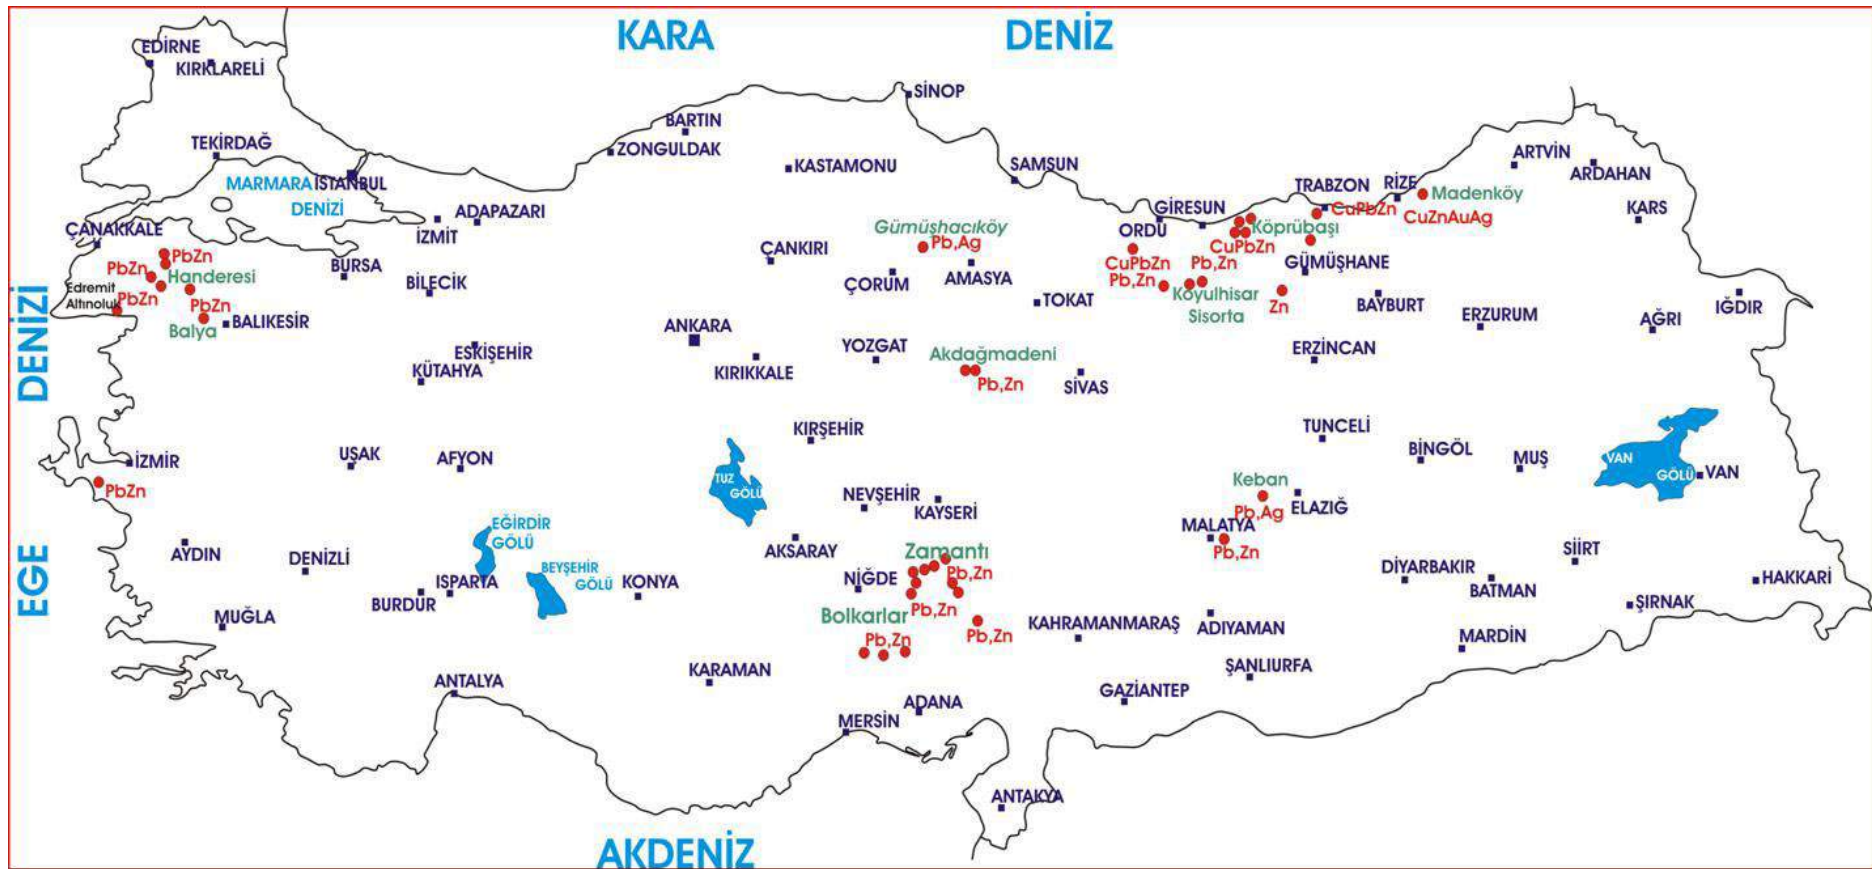 KARA
DENİZ
EDİRNE
KIRKLARELİ
SİNOP
BARTIN
TEKİRDAĞ
ZONGULDAK
KASTAMONU
SAMSUN
ARTVİN
ARDAHAN
MARMARA
İSTANBUL
DENİZİ
TRABZON
RİZE
Madenköy
CuPbZn
CuZnAuAg
KARS
ADAPAZARI
İZMİT
GİRESUN
ORDU
Köprübaşı
CuPbZn
ÇANAKKALE
Gümüşhacıköy
Pb,Ag
ÇANKIRI
PbZn
PbZn
Handeresi
BURSA
BİLECİK
ÇORUM
AMASYA
CuPbZn
Pb,Zn
Pb,Zn
GÜMÜŞHANE
Edremit
Altınoluk
PbZn
PbZn
Balya
BALIKESİR
TOKAT
Koyulhisar
Sisorta
Zn
BAYBURT
ERZURUM
AĞRI
IĞDIR
DENİZİ
ANKARA
ESKİŞEHİR
KÜTAHYA
KIRIKKALE
YOZGAT
Akdağmadeni
Pb,Zn
SİVAS
ERZİNCAN
KIRŞEHİR
TUNCELİ
BİNGÖL
MUŞ
VAN
GÖLÜ
VAN
İZMİR
PbZn
UŞAK
AFYON
TUZ
GÖLÜ
NEVŞEHİR
KAYSERİ
Keban
Pb,Ag
ELAZIĞ
MALATYA
Pb,Zn
EGE
AYDIN
DENİZLİ
EĞİRDİR
GÖLÜ
BEYŞEHİR
GÖLÜ
AKSARAY
Zamantı
Pb,Zn
NİĞDE
Pb,Zn
SİİRT
DİYARBAKIR
BATMAN
HAKKARİ
ŞIRNAK
MUĞLA
BURDUR
ISPARTA
KONYA
Bolkarlar
Pb,Zn
Pb,Zn
KAHRAMANMARAŞ
ADIYAMAN
MARDİN
ANTALYA
KARAMAN
ŞANLIURFA
GAZİANTEP
ADANA
MERSİN
ANTAKYA
AKDENİZ